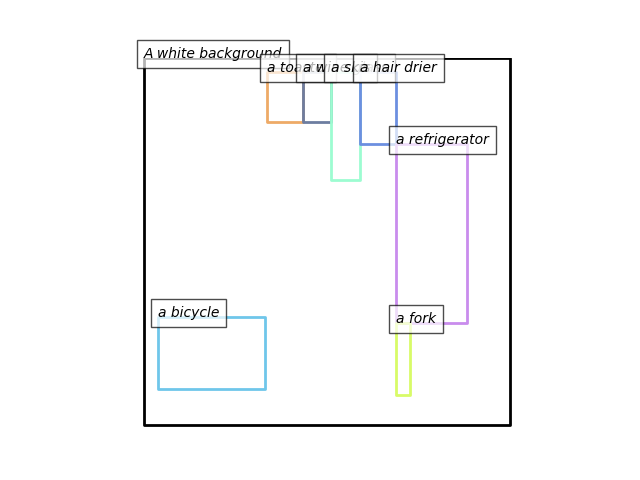 A white background
a
a
a
a hair drier
a refrigerator
a bicycle
a fork